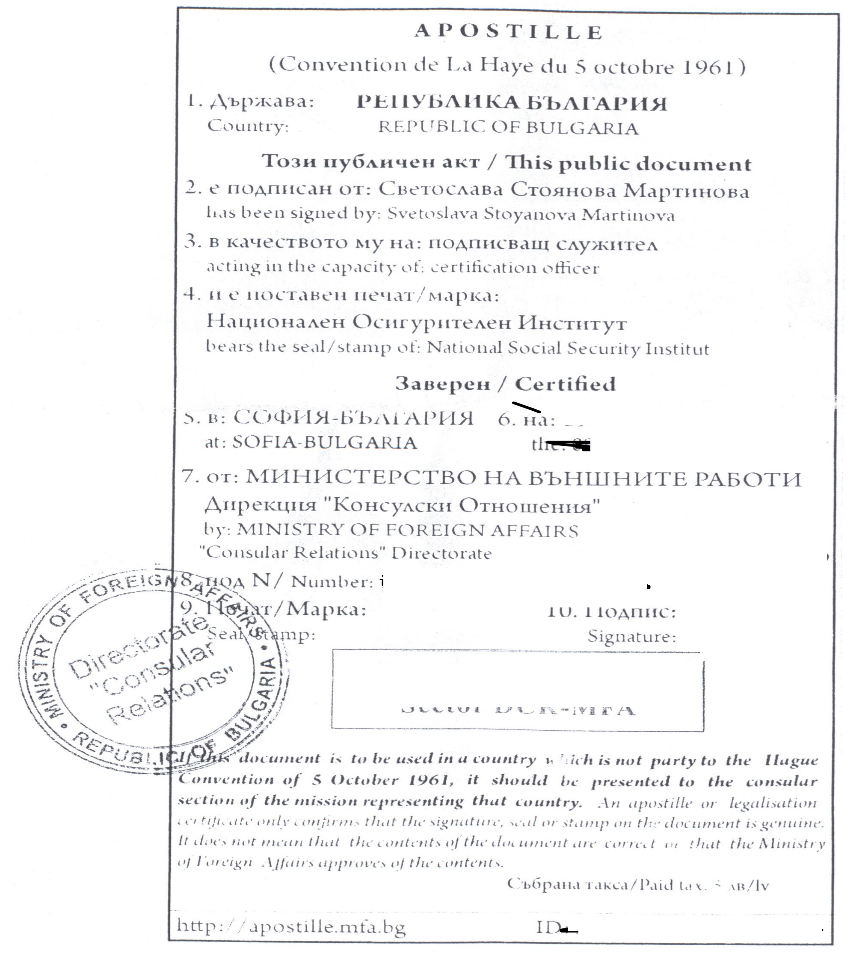 APOSTILLE
(Convention de La Haye du 5 octobre 1961)
1. Държава: РЕПУБЛИКА БЪЛГАРИЯ
Country: REPUBLIC OF BULGARIA
Този публичен акт / This public document
2. е подписан от: Светослава Стоянова Мартинова
has been signed by: Svetoslava Stoyanova Martinova
3. в качеството му на: подписващ служител
acting in the capacity of: certification officer
4. и е поставен печат/марка:
Национален Осигурителен Институт
bears the seal/stamp of: National Social Security Institut
Заверен / Certified
5. в: СОФИЯ-БЪЛГАРИЯ 6. на:
at: SOFIA-BULGARIA the:
7. от: МИНИСТЕРСТВО НА ВЪНШНИТЕ РАБОТИ
Дирекция "Консулски Отношения"
by: MINISTRY OF FOREIGN AFFAIRS
"Consular Relations" Directorate
8. под N/ Number:
9. Печат/Марка: 10. Подпис:
Seal/Stamp: Signature:
MINISTRY OF FOREIGN AFFAIRS
REPUBLIC OF BULGARIA
Directorate
"Consular
Relations"
Sector DCR-MFA
If this document is to be used in a country which is not party to the Hague
Convention of 5 October 1961, it should be presented to the consular
section of the mission representing that country. An apostille or legalisation
certificate only confirms that the signature, seal or stamp on the document is genuine.
It does not mean that the contents of the document are correct or that the Ministry
of Foreign Affairs approves of the contents.
Събрана такса/Paid tax. 5 лв/lv
http://apostille.mfa.bg ID